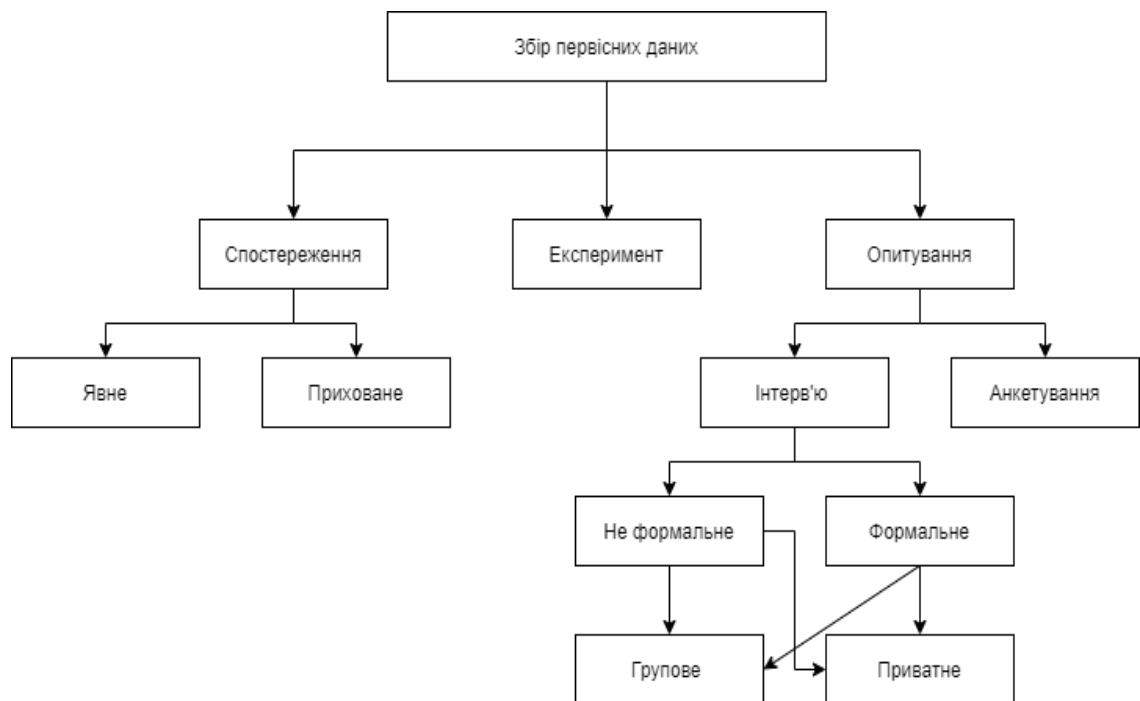 Збір первісних даних
Спостереження
Експеримент
Опитування
Явне
Приховане
Інтерв'ю
Анкетування
Не формальне
Формальне
Групове
Приватне